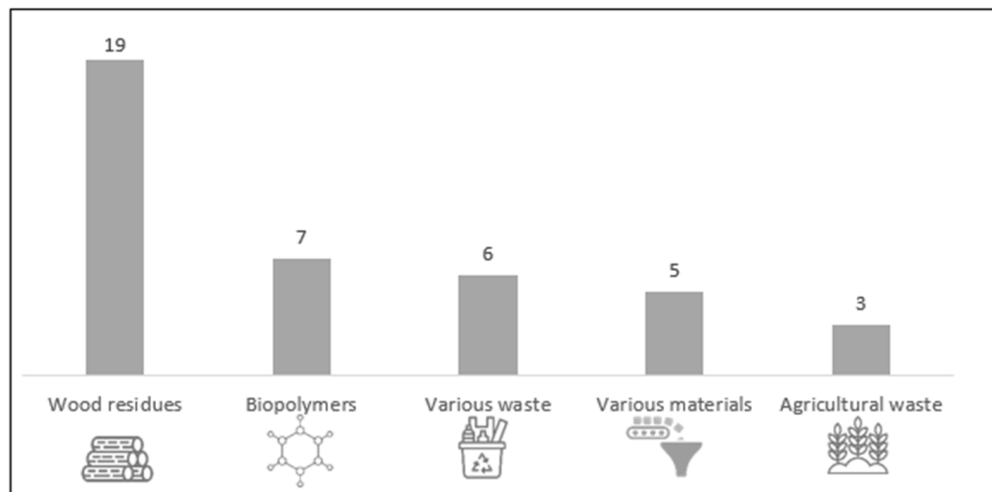 19
7
6
5
3
Wood residues
Biopolymers
Various waste
Various materials
Agricultural waste